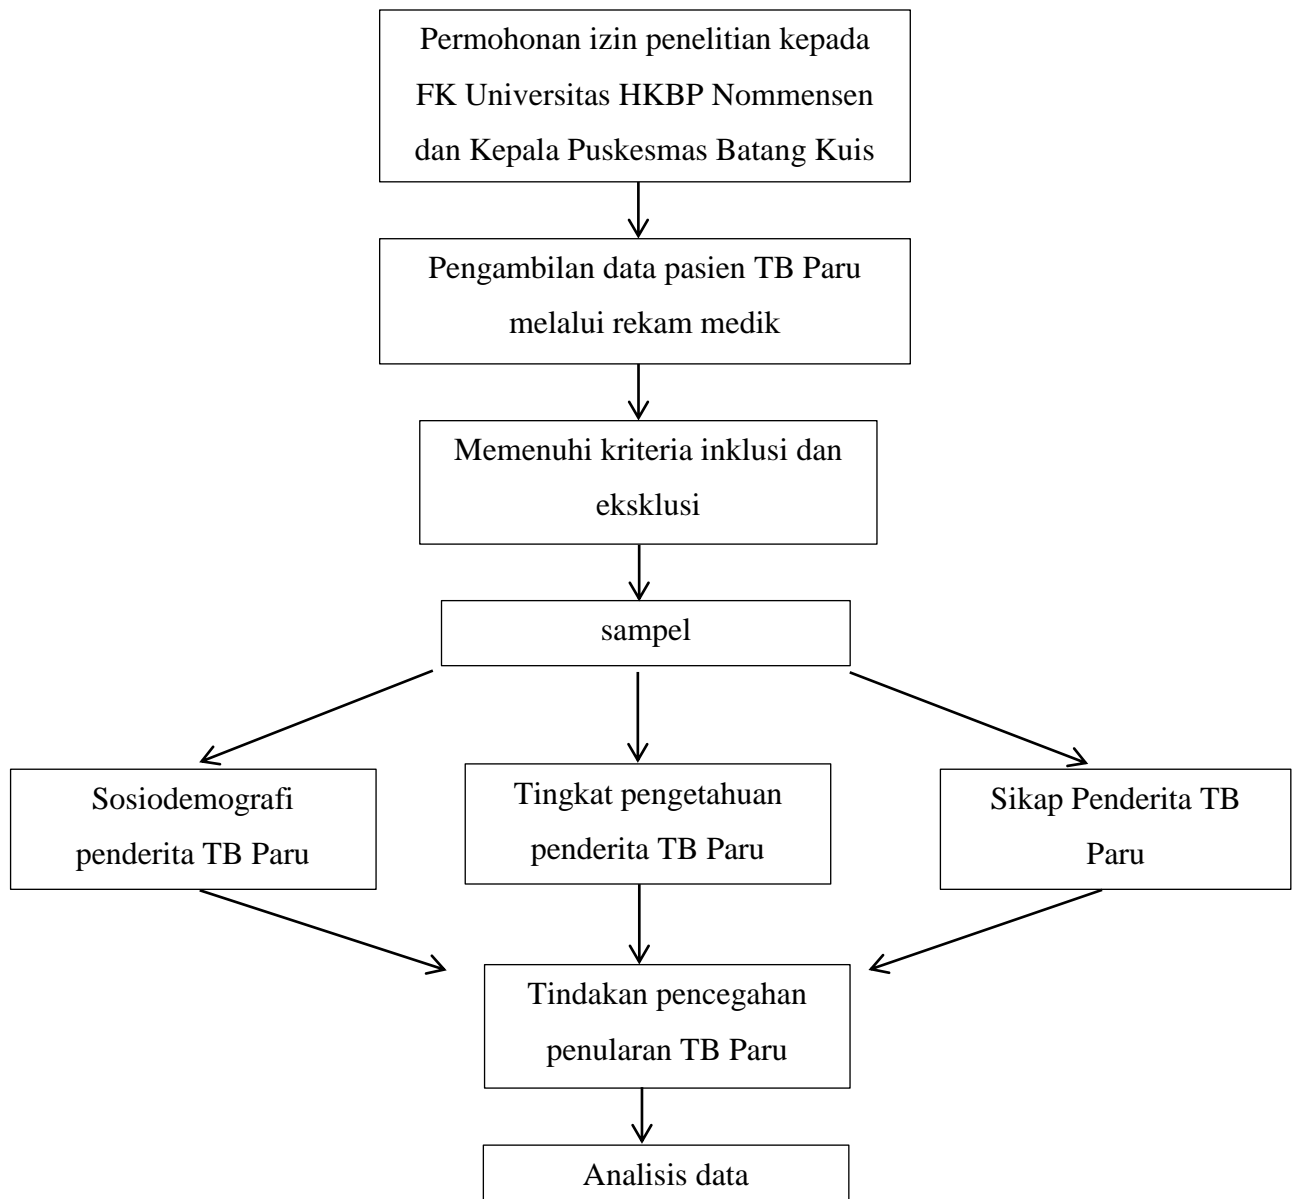 Permohonan izin penelitian kepada
FK Universitas HKBP Nommensen
dan Kepala Puskesmas Batang Kuis
Pengambilan data pasien TB Paru
melalui rekam medik
Memenuhi kriteria inklusi dan
eksklusi
sampel
Sosiodemografi
penderita TB Paru
Tingkat pengetahuan
penderita TB Paru
Sikap Penderita TB
Paru
Tindakan pencegahan
penularan TB Paru
Analisis data